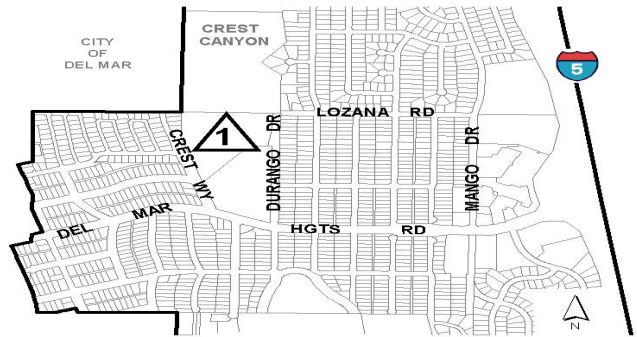 CITY
OF
DEL MAR
CREST
CANYON
5
LOZANA RD
1
CREST WY
DURANGO DR
MANGO DR
DEL MAR HGTS RD
N